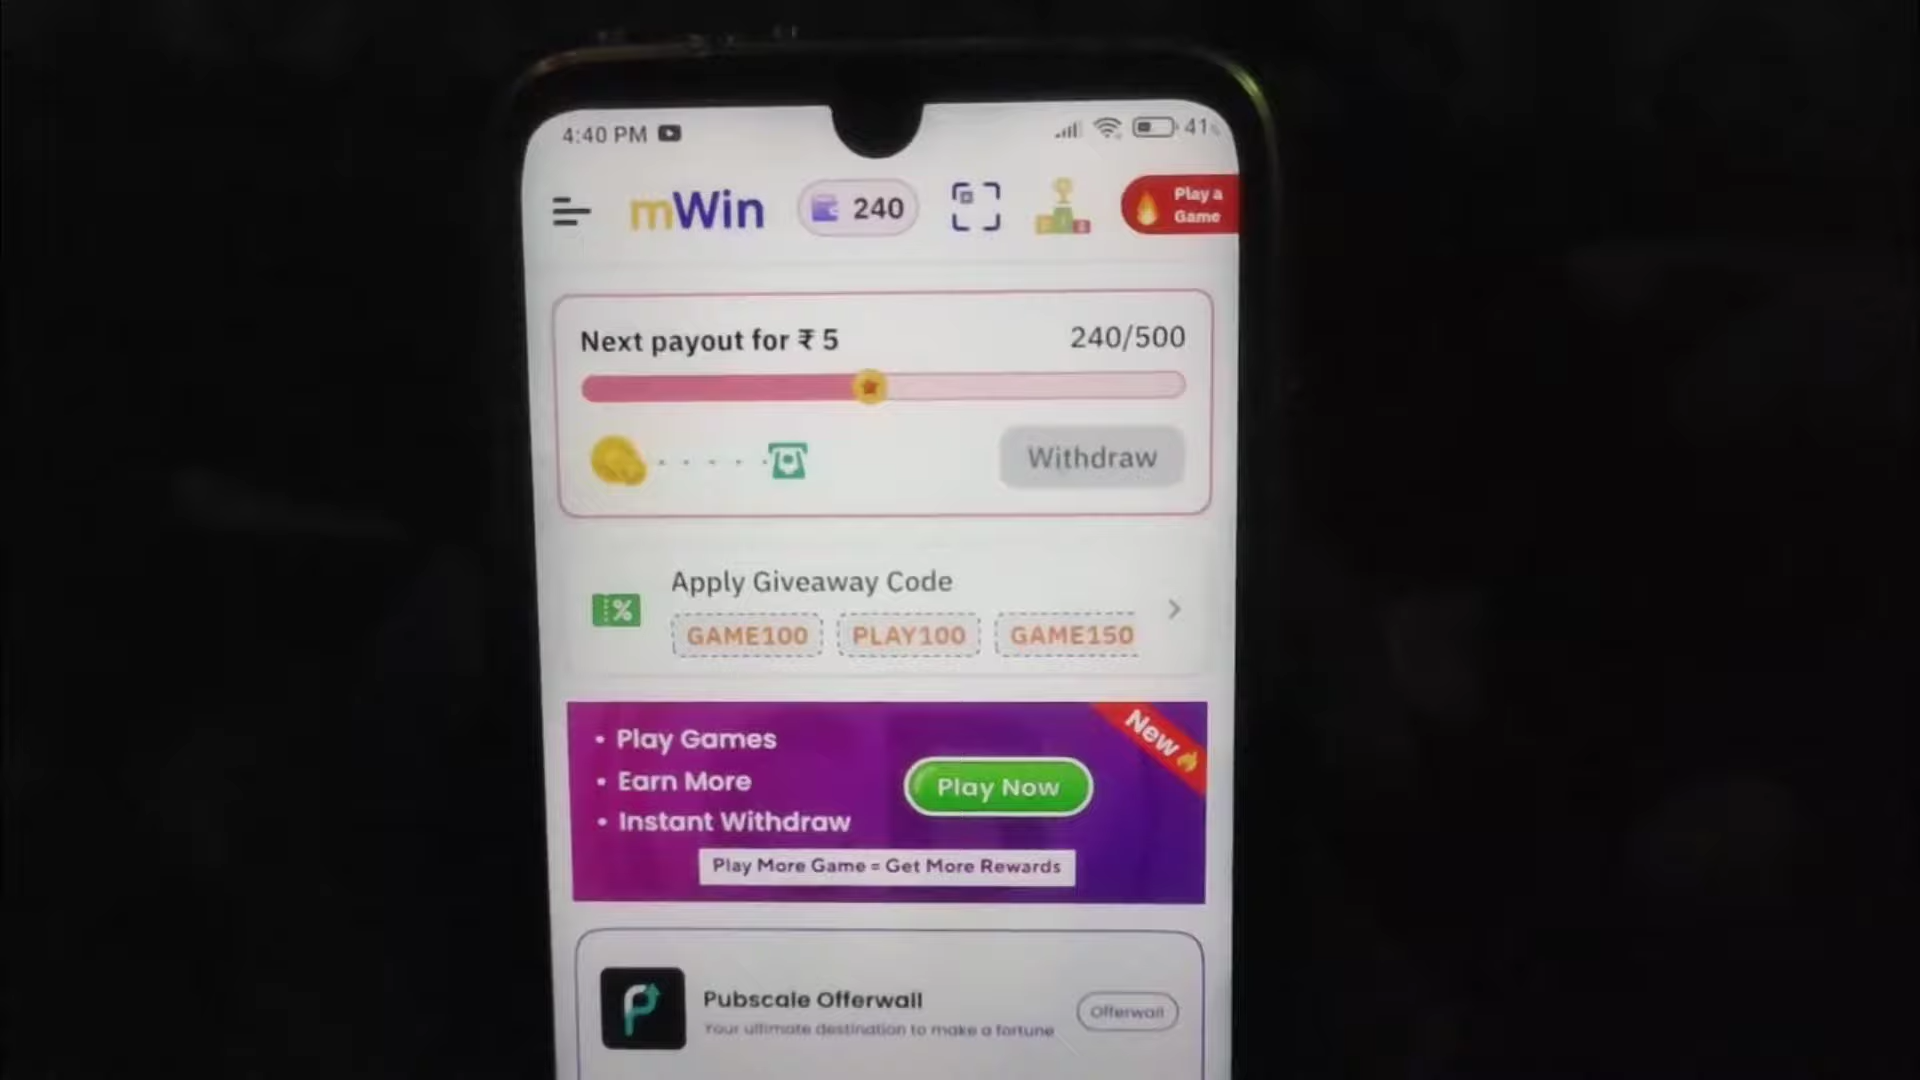 4:40 PM
41
mWin
240
Play a
Game
Next payout for ₹ 5
240/500
Withdraw
Apply Giveaway Code
GAME100
PLAY100
GAME150
• Play Games
• Earn More
• Instant Withdraw
Play Now
New
Play More Game = Get More Rewards
Pubscale Offerwall
Your ultimate destination to make a fortune
Offerwall